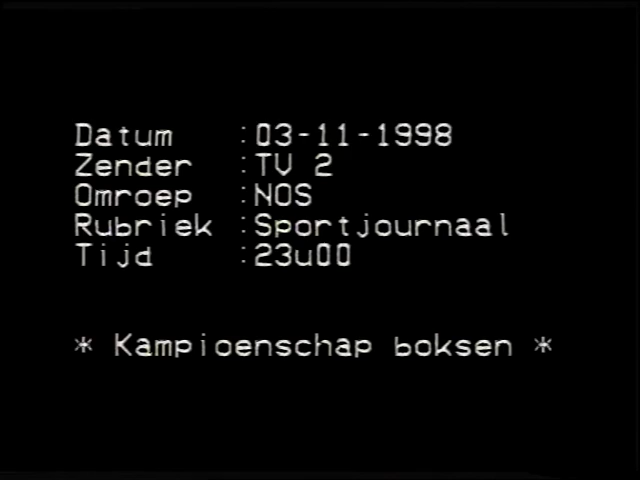 Datum :03-11-1998
Zender :TV 2
Omroep :NOS
Rubriek :Sportjournaal
Tijd :23u00
* Kampioenschap boksen *